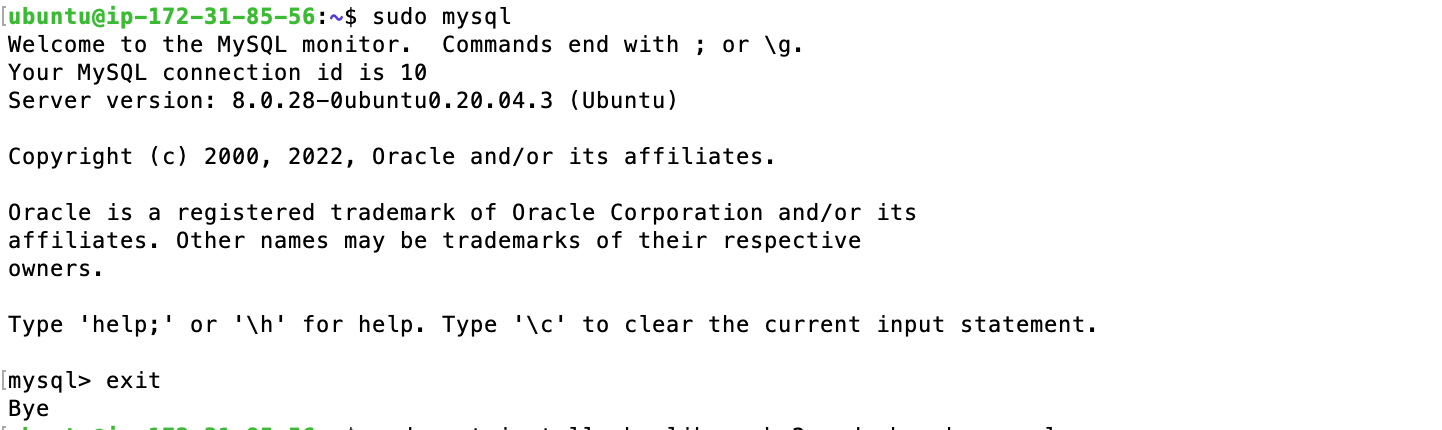 ubuntu@ip-172-31-85-56:~$ sudo mysql
Welcome to the MySQL monitor.  Commands end with ; or \g.
Your MySQL connection id is 10
Server version: 8.0.28-0ubuntu0.20.04.3 (Ubuntu)
Copyright (c) 2000, 2022, Oracle and/or its affiliates.
Oracle is a registered trademark of Oracle Corporation and/or its
affiliates. Other names may be trademarks of their respective
owners.
Type 'help;' or '\h' for help. Type '\c' to clear the current input statement.
mysql> exit
Bye